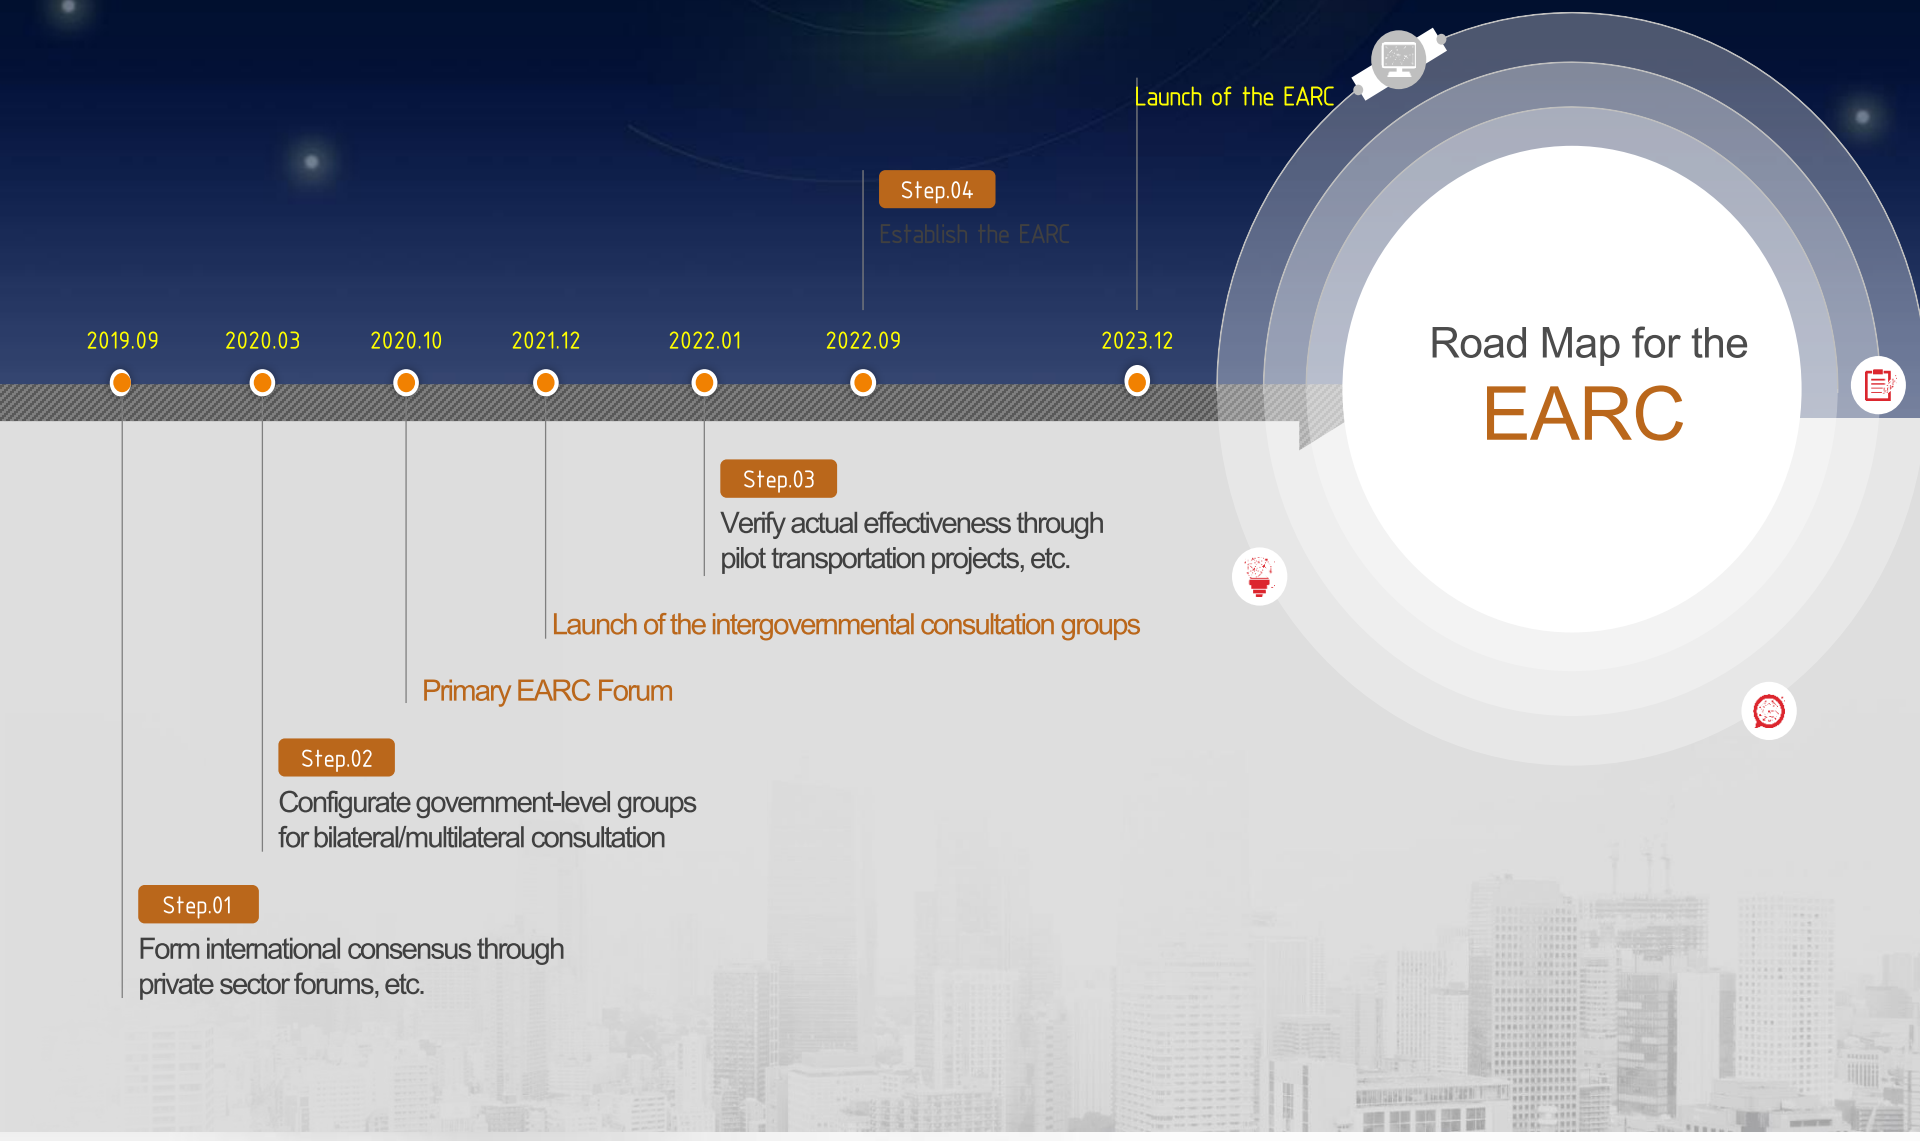 Launch of the EARC
Step.04
Establish the EARC
2019.09
2020.03
2020.10
2021.12
2022.01
2022.09
2023.12
Road Map for the
EARC
Step.03
Verify actual effectiveness through
pilot transportation projects, etc.
Launch of the intergovernmental consultation groups
Primary EARC Forum
Step.02
Configurate government-level groups
for bilateral/multilateral consultation
Step.01
Form international consensus through
private sector forums, etc.